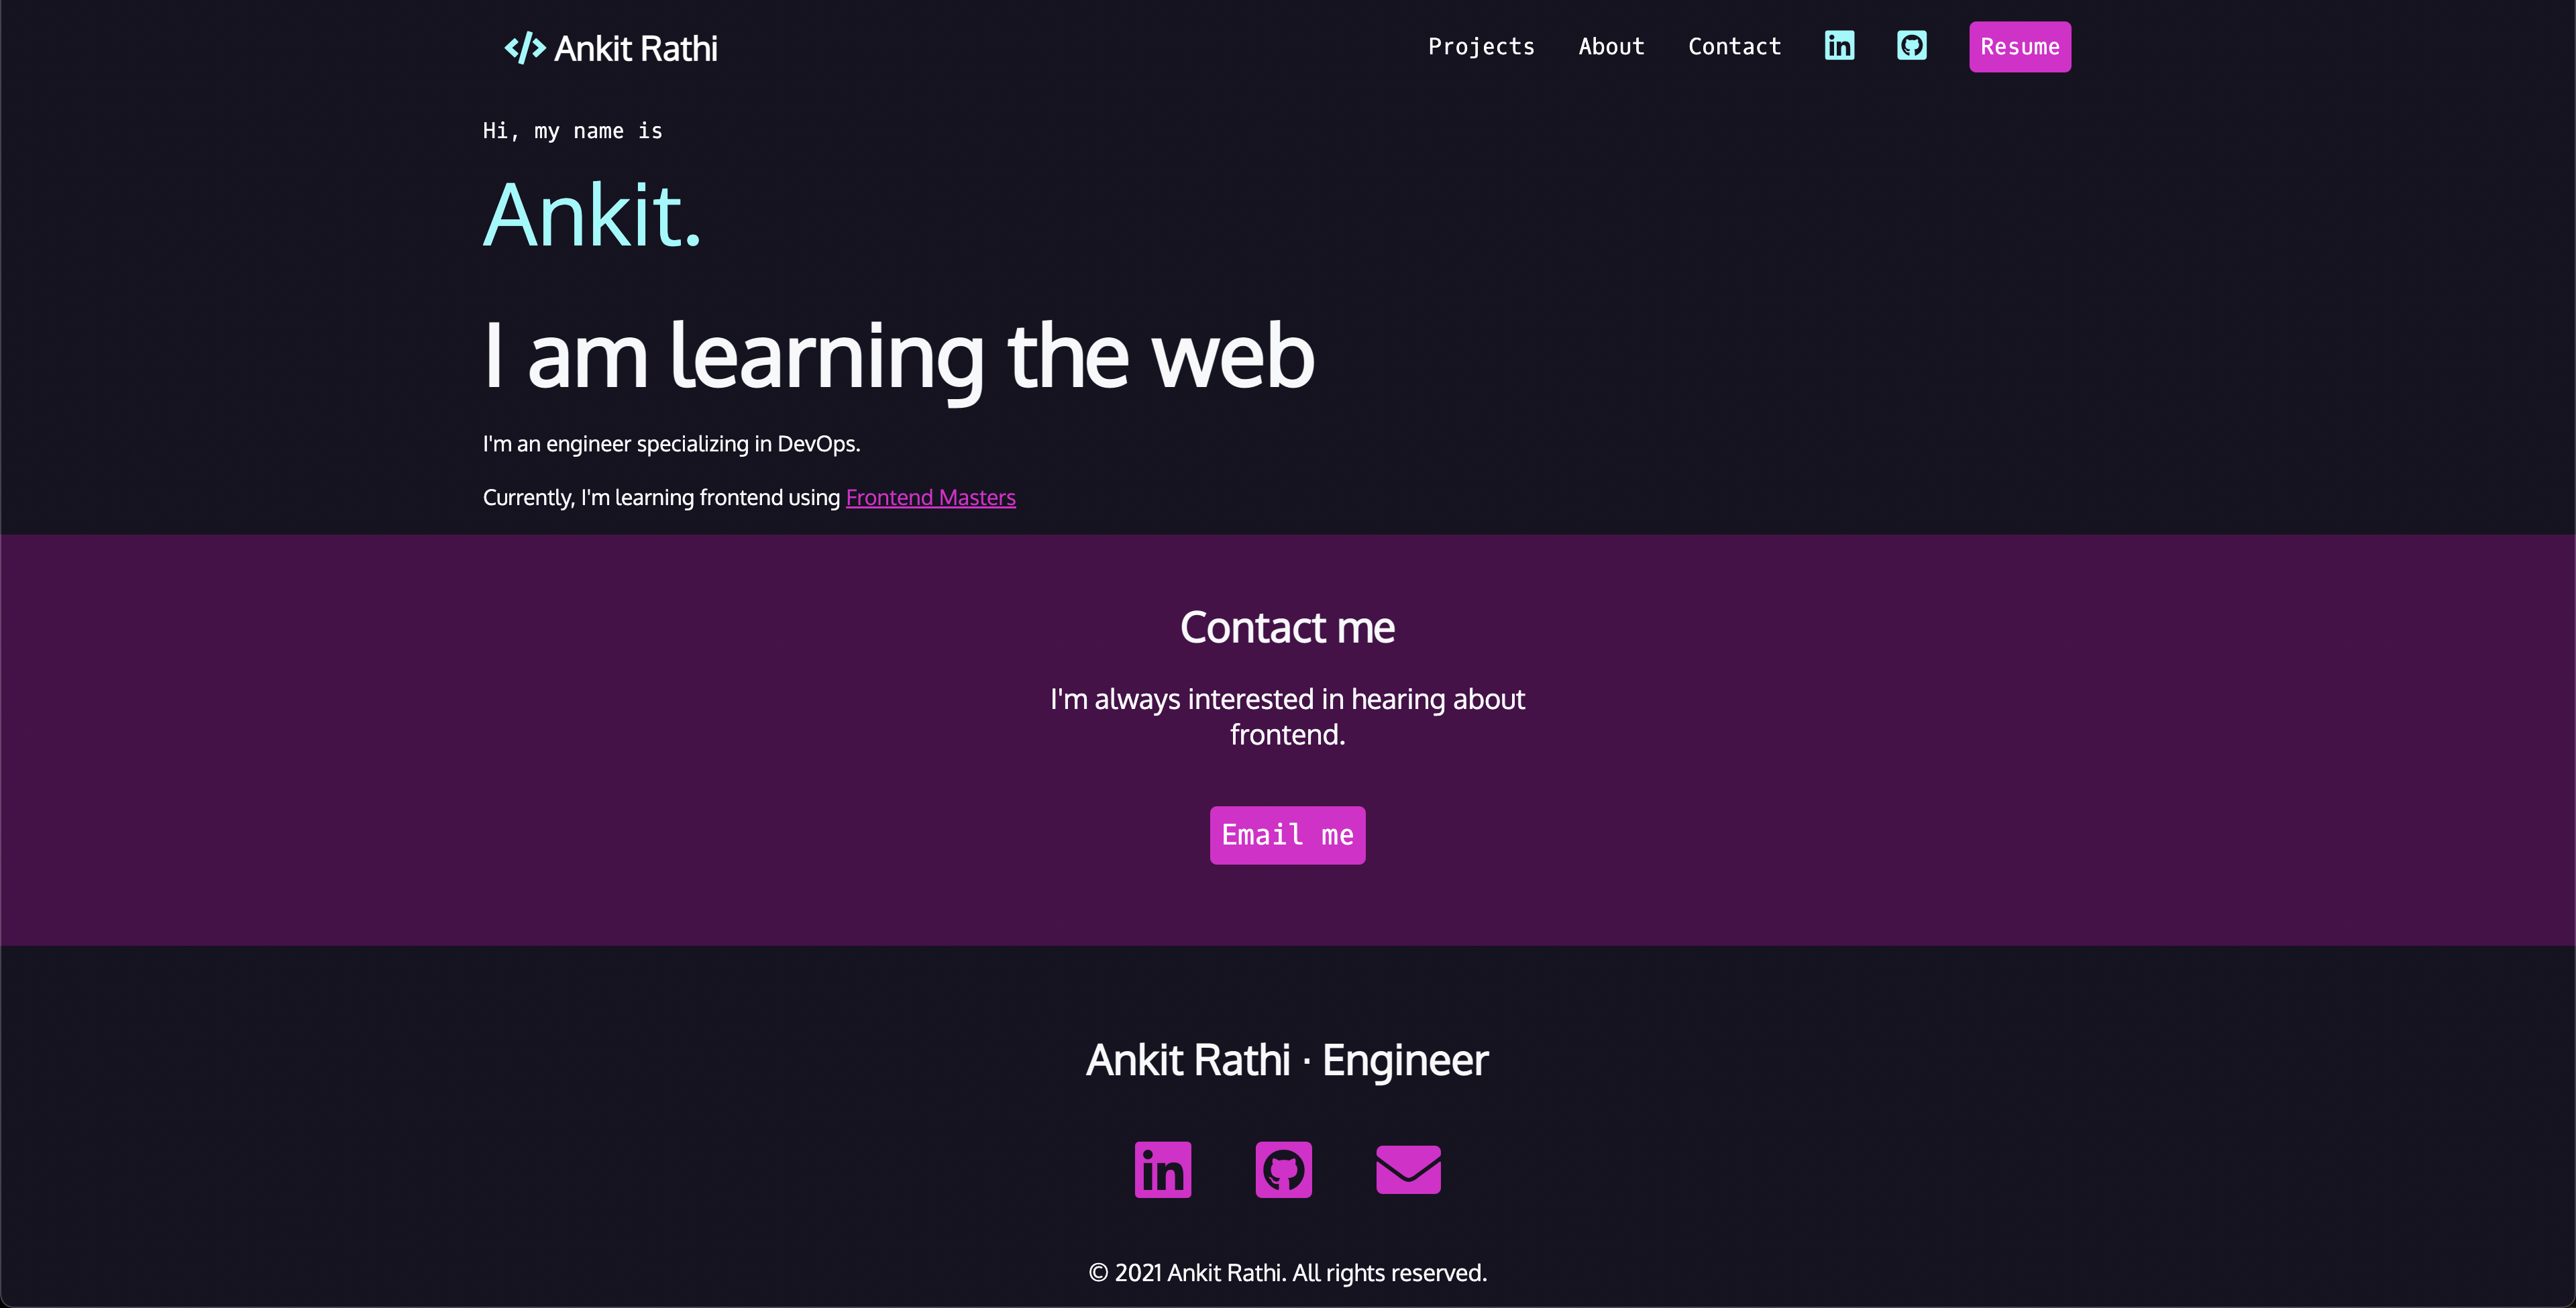 </> Ankit Rathi
Projects About Contact in Resume
Hi, my name is
Ankit.
I am learning the web
I'm an engineer specializing in DevOps.
Currently, I'm learning frontend using Frontend Masters
Contact me
I'm always interested in hearing about
frontend.
Email me
Ankit Rathi · Engineer
in
© 2021 Ankit Rathi. All rights reserved.